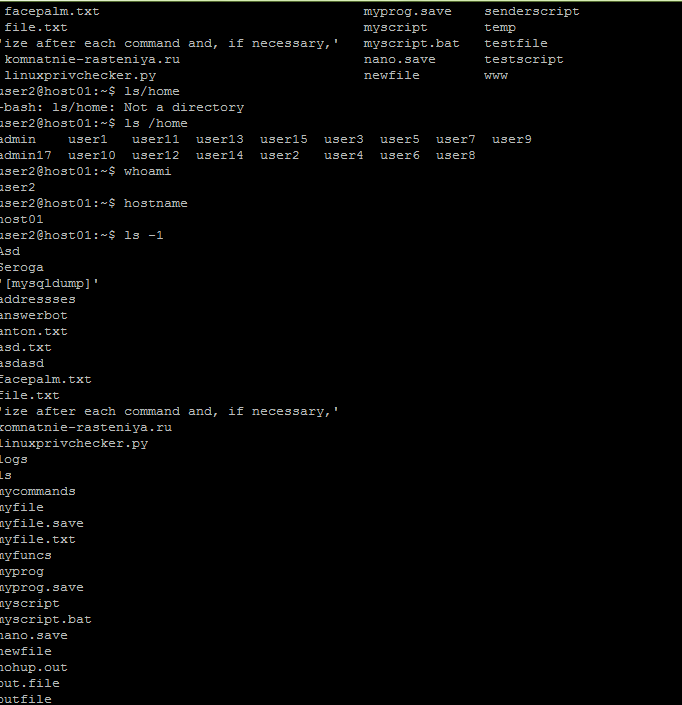 facepalm.txt myprog.save senderscript
file.txt myscript temp
'ize after each command and, if necessary,' myscript.bat testfile
komnatnie-rasteniya.ru nano.save testscript
linuxprivchecker.py newfile www
user2@host01:~$ ls/home
-bash: ls/home: Not a directory
user2@host01:~$ ls /home
admin user1 user11 user13 user15 user3 user5 user7 user9
admin17 user10 user12 user14 user2 user4 user6 user8
user2@host01:~$ whoami
user2
user2@host01:~$ hostname
host01
user2@host01:~$ ls -1
Asd
Seroga
'[mysqldump]'
addressses
answerbot
anton.txt
asd.txt
asdasd
facepalm.txt
file.txt
'ize after each command and, if necessary,'
komnatnie-rasteniya.ru
linuxprivchecker.py
logs
ls
mycommands
myfile
myfile.save
myfile.txt
myfuncs
myprog
myprog.save
myscript
myscript.bat
nano.save
newfile
nohup.out
out.file
outfile